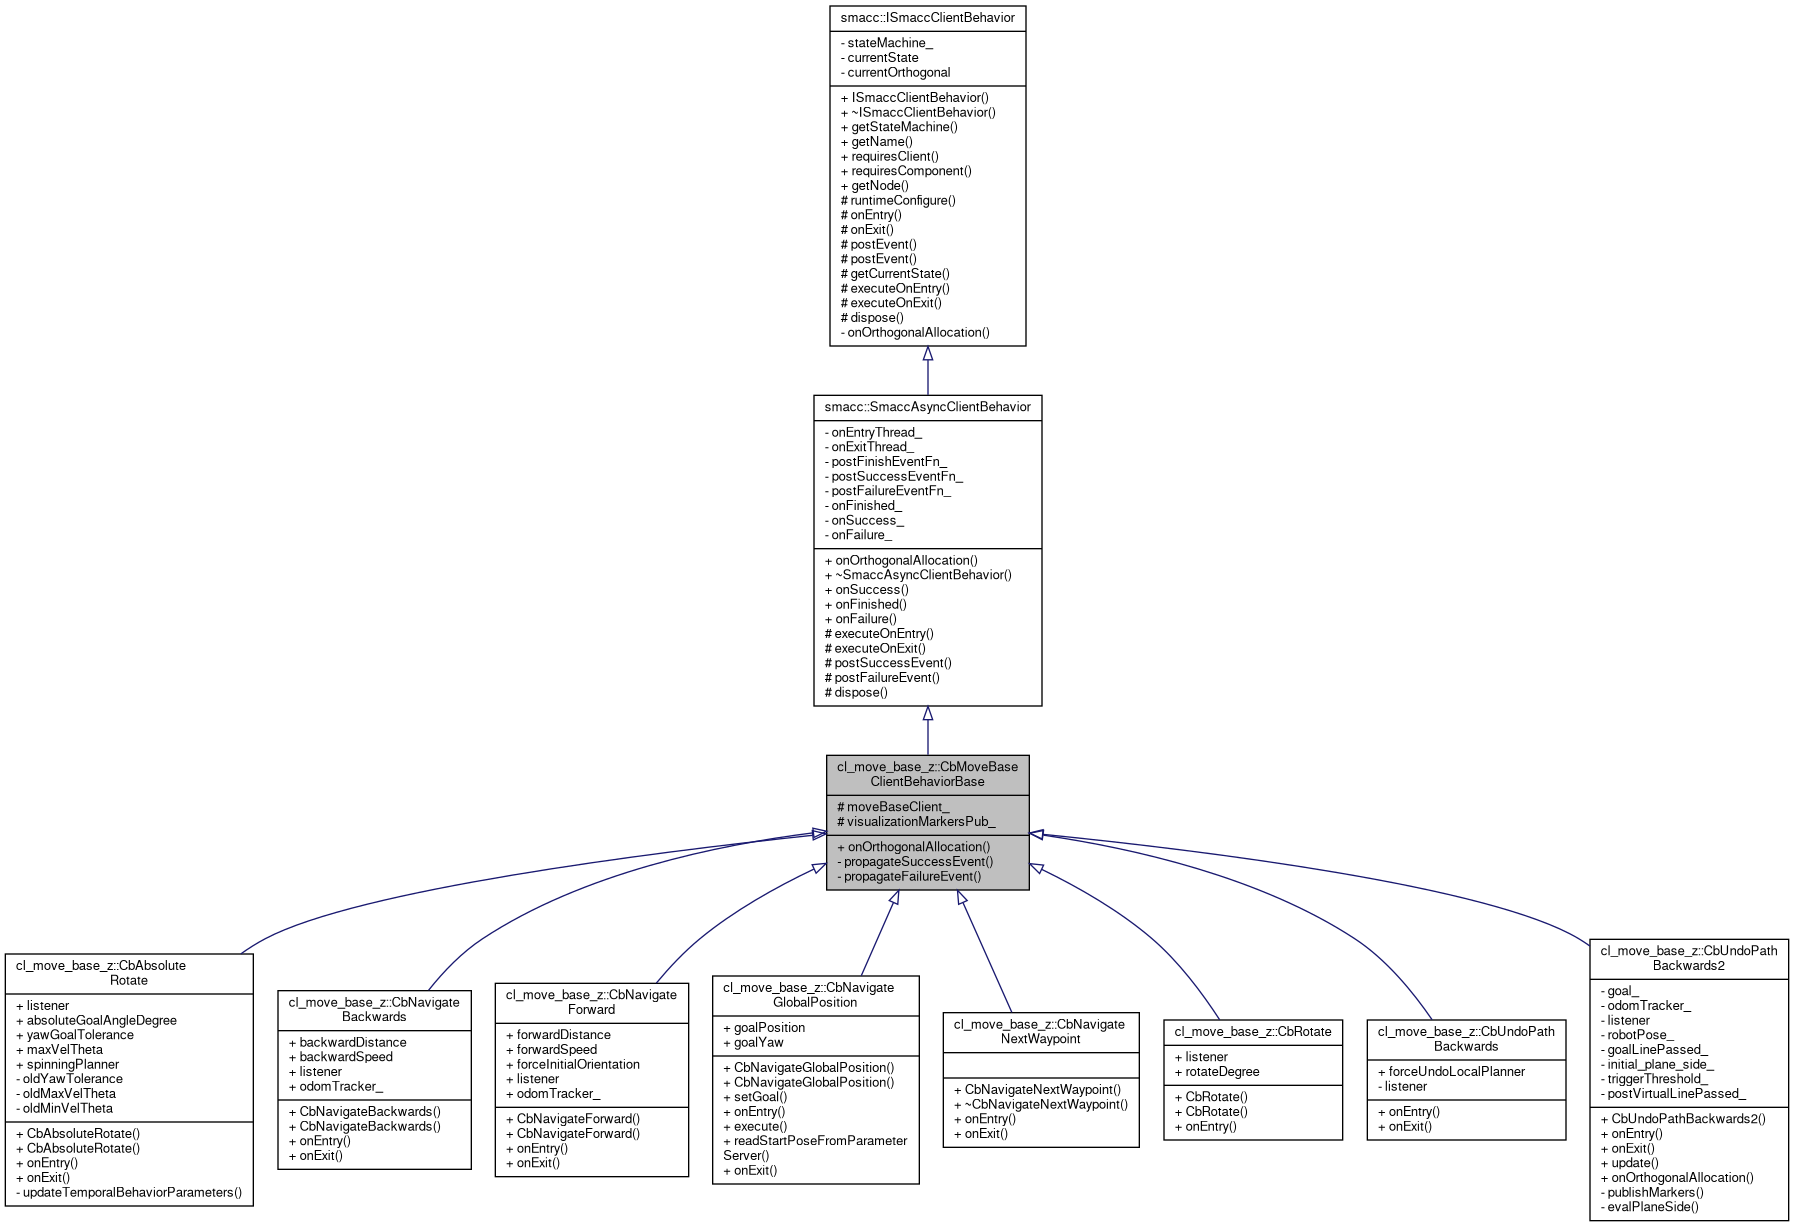 smacc::ISmaccClientBehavior
- stateMachine_
- currentState
- currentOrthogonal
+ ISmaccClientBehavior()
+ ~ISmaccClientBehavior()
+ getStateMachine()
+ getName()
+ requiresClient()
+ requiresComponent()
+ getNode()
# runtimeConfigure()
# onEntry()
# onExit()
# postEvent()
# postEvent()
# getCurrentState()
# executeOnEntry()
# executeOnExit()
# dispose()
- onOrthogonalAllocation()
smacc::SmaccAsyncClientBehavior
- onEntryThread_
- onExitThread_
- postFinishEventFn_
- postSuccessEventFn_
- postFailureEventFn_
- onFinished_
- onSuccess_
- onFailure_
+ onOrthogonalAllocation()
+ ~SmaccAsyncClientBehavior()
+ onSuccess()
+ onFinished()
+ onFailure()
# executeOnEntry()
# executeOnExit()
# postSuccessEvent()
# postFailureEvent()
# dispose()
cl_move_base_z::CbMoveBase
ClientBehaviorBase
# moveBaseClient_
# visualizationMarkersPub_
+ onOrthogonalAllocation()
- propagateSuccessEvent()
- propagateFailureEvent()
cl_move_base_z::CbAbsolute
Rotate
+ listener
+ absoluteGoalAngleDegree
+ yawGoalTolerance
+ maxVelTheta
+ spinningPlanner
- oldYawTolerance
- oldMaxVelTheta
- oldMinVelTheta
+ CbAbsoluteRotate()
+ CbAbsoluteRotate()
+ onEntry()
+ onExit()
- updateTemporalBehaviorParameters()
cl_move_base_z::CbNavigate
Backwards
+ backwardDistance
+ backwardSpeed
+ listener
+ odomTracker_
+ CbNavigateBackwards()
+ CbNavigateBackwards()
+ onEntry()
+ onExit()
cl_move_base_z::CbNavigate
Forward
+ forwardDistance
+ forwardSpeed
+ forceInitialOrientation
+ listener
+ odomTracker_
+ CbNavigateForward()
+ CbNavigateForward()
+ onEntry()
+ onExit()
cl_move_base_z::CbNavigate
GlobalPosition
+ goalPosition
+ goalYaw
+ CbNavigateGlobalPosition()
+ CbNavigateGlobalPosition()
+ setGoal()
+ onEntry()
+ execute()
+ readStartPoseFromParameter
Server()
+ onExit()
cl_move_base_z::CbNavigate
NextWaypoint
+ CbNavigateNextWaypoint()
+ ~CbNavigateNextWaypoint()
+ onEntry()
+ onExit()
cl_move_base_z::CbRotate
+ listener
+ rotateDegree
+ CbRotate()
+ CbRotate()
+ onEntry()
cl_move_base_z::CbUndoPath
Backwards
+ forceUndoLocalPlanner
- listener
+ onEntry()
+ onExit()
cl_move_base_z::CbUndoPath
Backwards2
- goal_
- odomTracker_
- listener
- robotPose_
- goalLinePassed_
- initial_plane_side_
- triggerThreshold_
- postVirtualLinePassed_
+ CbUndoPathBackwards2()
+ onEntry()
+ onExit()
+ update()
+ onOrthogonalAllocation()
- publishMarkers()
- evalPlaneSide()